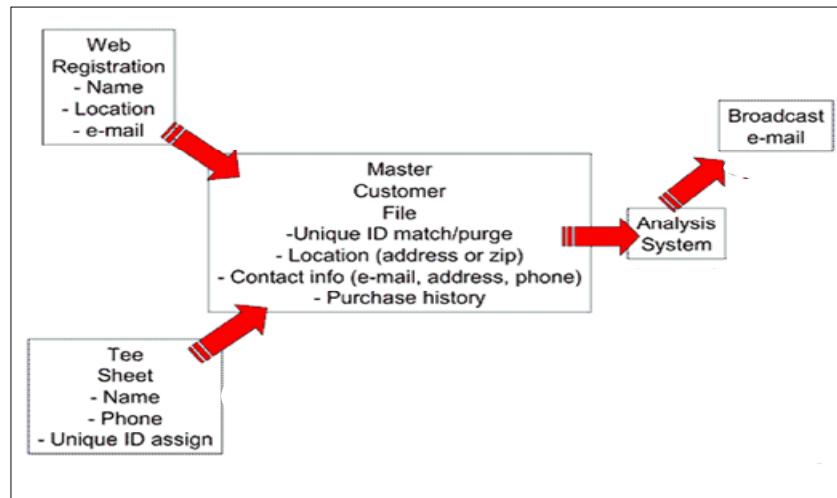 Web
Registration
- Name
- Location
- e-mail
Broadcast
e-mail
Master
Customer
File
-Unique ID match/purge
- Location (address or zip)
- Contact info (e-mail, address, phone)
- Purchase history
Analysis
System
Tee
Sheet
- Name
- Phone
- Unique ID assign